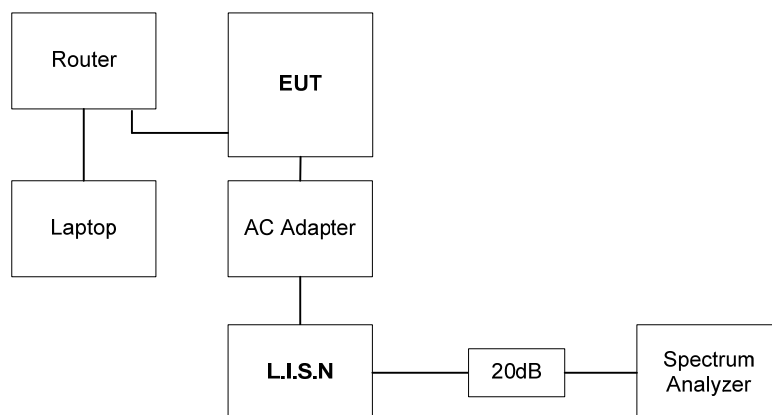 Router
EUT
Laptop
AC Adapter
L.I.S.N
20dB
Spectrum
Analyzer